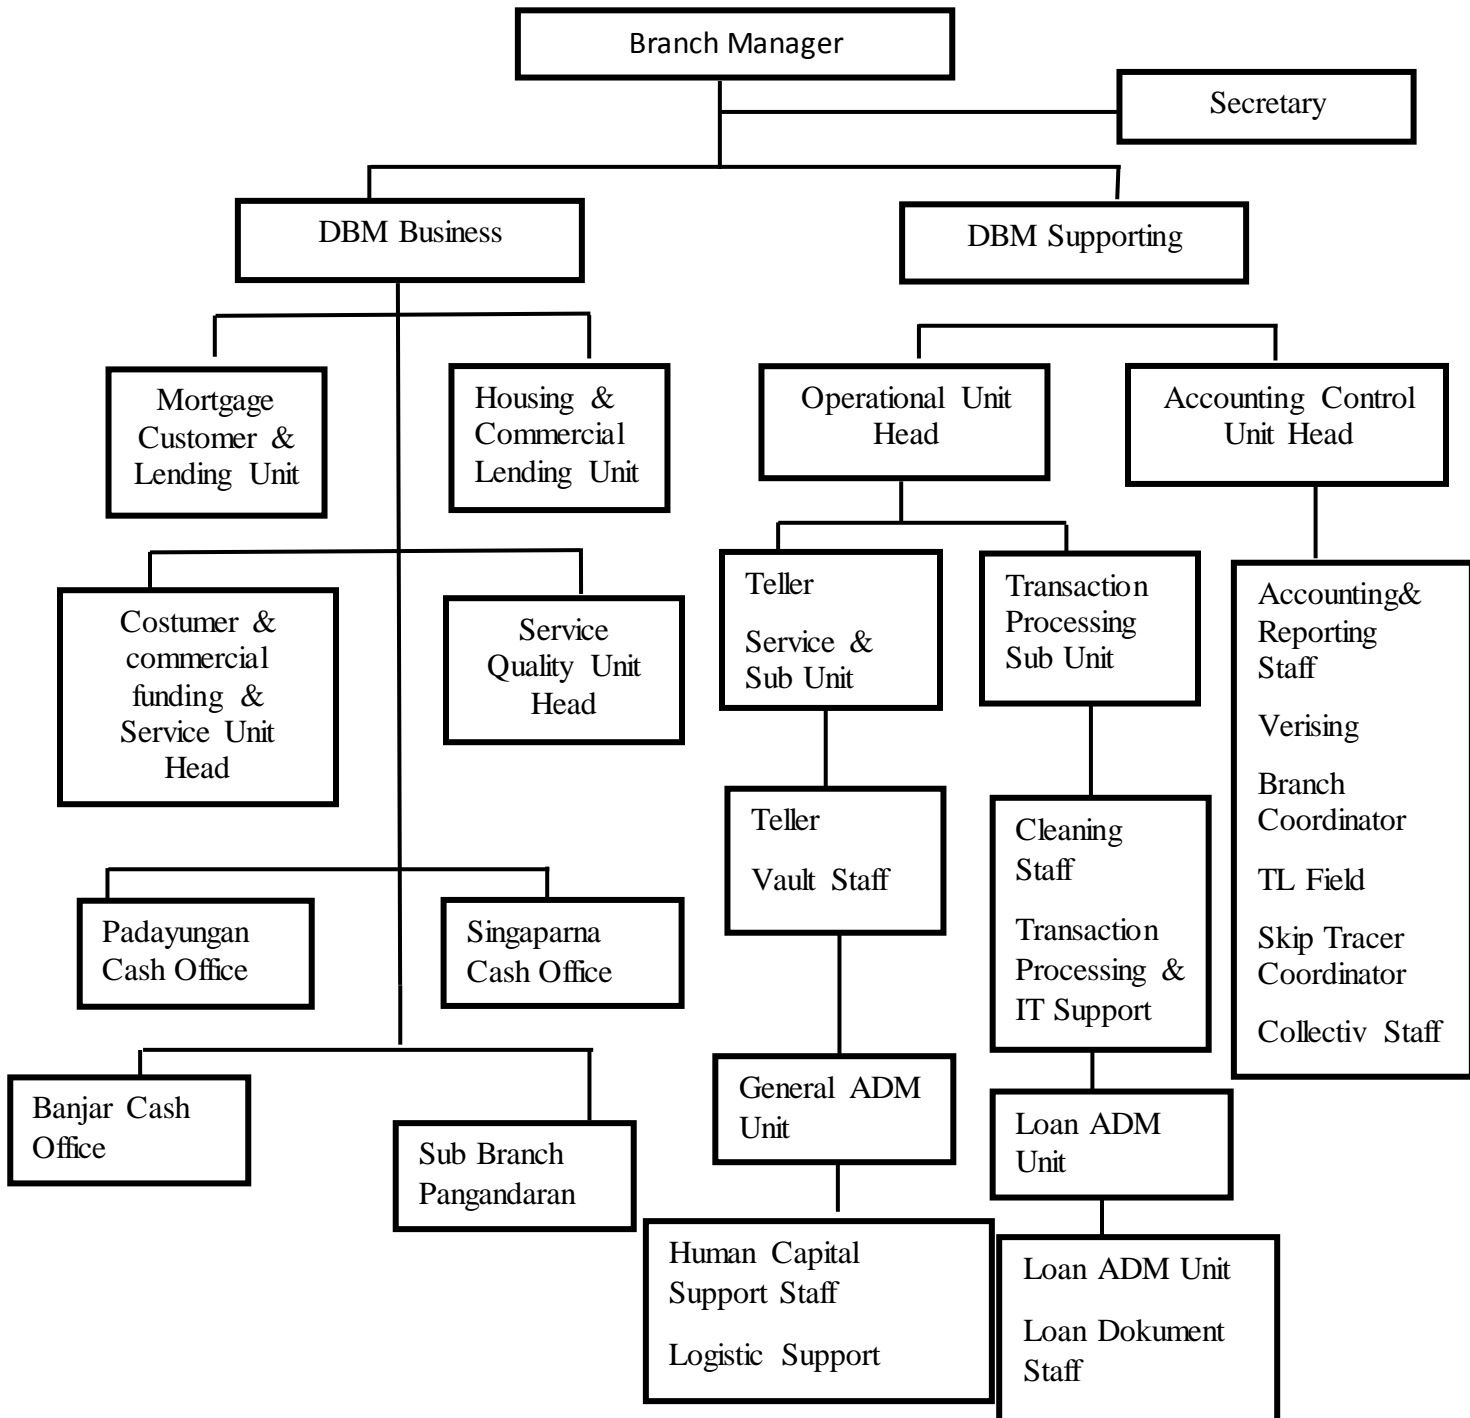 Branch Manager
Secretary
DBM Business
DBM Supporting
Mortgage
Customer &
Lending Unit
Housing &
Commercial
Lending Unit
Operational Unit
Head
Accounting Control
Unit Head
Costumer &
commercial
funding &
Service Unit
Head
Service
Quality Unit
Head
Teller
Service &
Sub Unit
Transaction
Processing
Sub Unit
Accounting&
Reporting
Staff
Verising
Branch
Coordinator
TL Field
Skip Tracer
Coordinator
Collectiv Staff
Teller
Vault Staff
Cleaning
Staff
Transaction
Processing &
IT Support
Padayungan
Cash Office
Singaparna
Cash Office
Banjar Cash
Office
Sub Branch
Pangandaran
General ADM
Unit
Loan ADM
Unit
Human Capital
Support Staff
Logistic Support
Loan ADM Unit
Loan Dokument
Staff